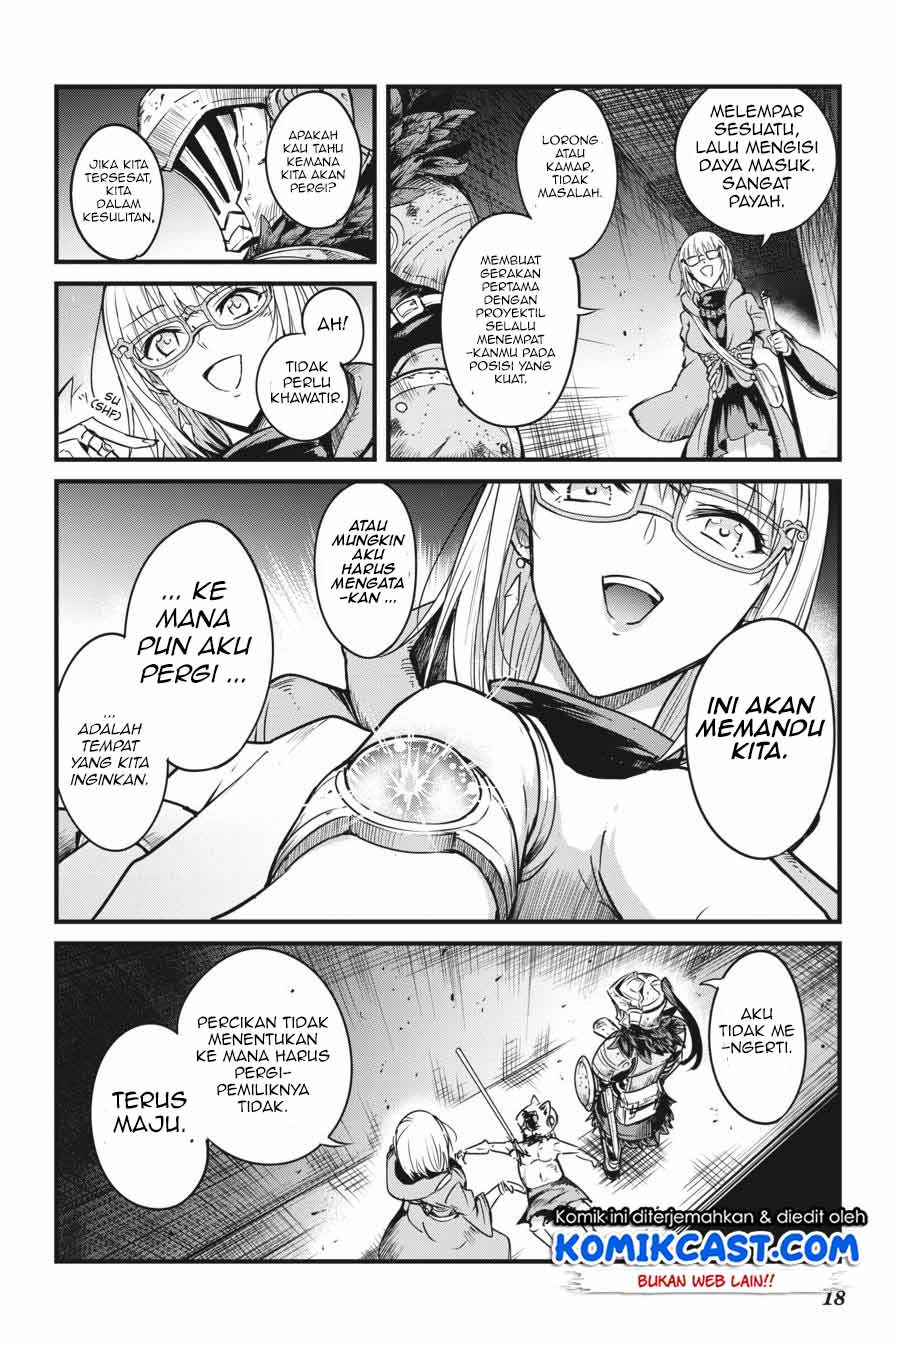 MELEMPAR
SESUATU,
LALU MENGISI
DAYA MASUK.
SANGAT
PAYAH.
LORONG
ATAU
KAMAR,
TIDAK
MASALAH.
MEMBUAT
GERAKAN
PERTAMA
DENGAN
PROYEKTIL
SELALU
MENEMPAT
-KANMU PADA
POSISI YANG
KUAT.
APAKAH
KAU TAHU
KEMANA
KITA AKAN
PERGI?
JIKA KITA
TERSESAT,
KITA
DALAM
KESULITAN.
AH!
TIDAK
PERLU
KHAWATIR.
SU
(SHF)
INI AKAN
MEMANDU
KITA.
ATAU
MUNGKIN
AKU
HARUS
MENGATA
-KAN ...
... KE
MANA
PUN AKU
PERGI ...
...
ADALAH
TEMPAT
YANG KITA
INGINKAN.
AKU
TIDAK ME
-NGERTI.
PERCIKAN TIDAK
MENENTUKAN
KE MANA HARUS
PERGI-
PEMILIKNYA
TIDAK.
TERUS
MAJU.
Komik ini diterjemahkan & diedit oleh
KOMIKCAST.COM
BUKAN WEB LAIN!!
18